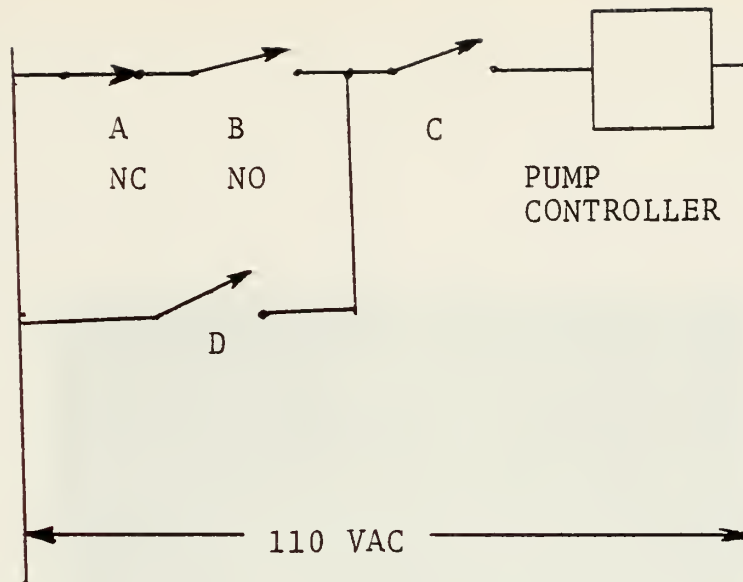 A B C
NC NO
PUMP
CONTROLLER
D
110 VAC